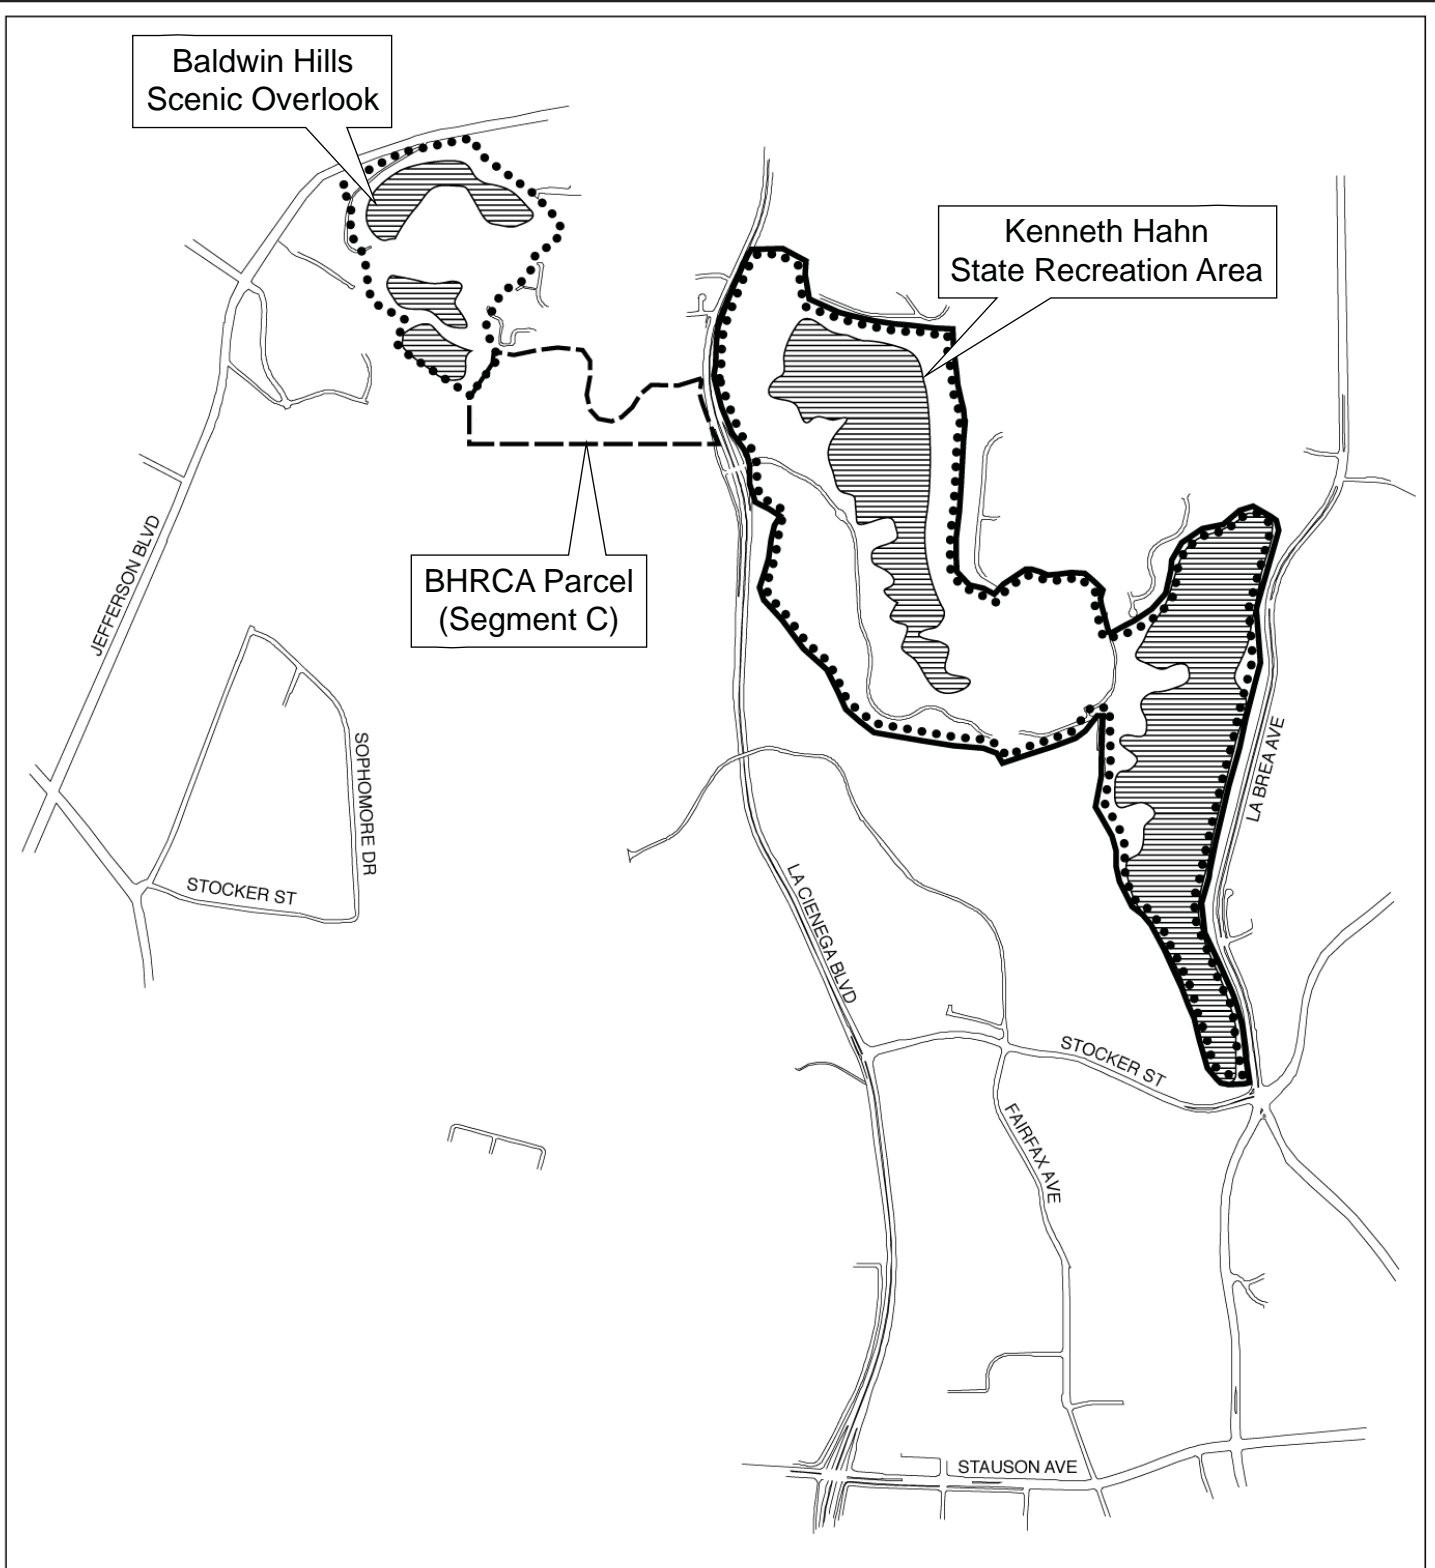 Baldwin Hills
Scenic Overlook
Kenneth Hahn
State Recreation Area
BHRCA Parcel
(Segment C)
JEFFERSON BLVD
SOPHOMORE DR
STOCKER ST
LA CIENEGA BLVD
LA BREA AVE
STOCKER ST
FAIRFAX AVE
STAUSON AVE